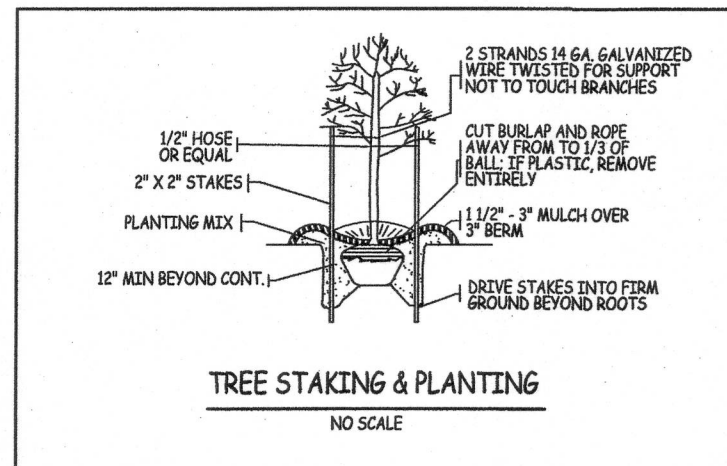 2 STRANDS 14 GA. GALVANIZED
WIRE TWISTED FOR SUPPORT
NOT TO TOUCH BRANCHES
1/2" HOSE
OR EQUAL
CUT BURLAP AND ROPE
AWAY FROM TO 1/3 OF
BALL; IF PLASTIC, REMOVE
ENTIRELY
2" X 2" STAKES
PLANTING MIX
1 1/2" - 3" MULCH OVER
3" BERM
12" MIN BEYOND CONT.
DRIVE STAKES INTO FIRM
GROUND BEYOND ROOTS
TREE STAKING & PLANTING
NO SCALE